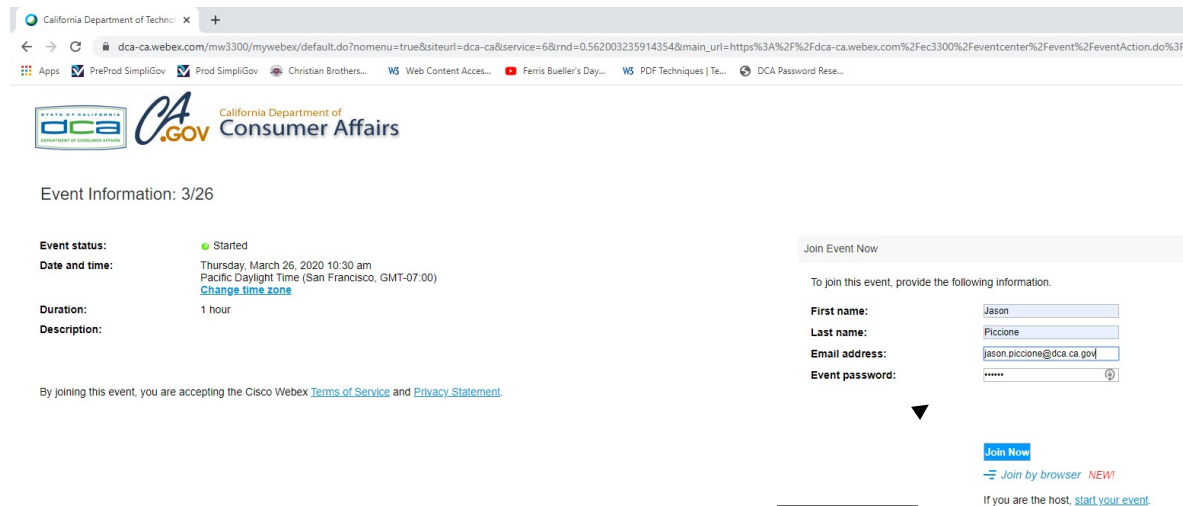 California Department of Technol
dca-ca.webex.com/mw3300/mywebex/default.do?nomenu=true&siteurl=dca-ca&service=6&rnd=0.562003235914354&main_url=https%3A%2F%2Fdca-ca.webex.com%2Fec3300%2Feventcenter%2Fevent%2FeventAction.do%3F
Apps PreProd SimpliGov Prod SimpliGov Christian Brothers... Web Content Acces... Ferris Bueller's Day... PDF Techniques | Te... DCA Password Rese...
STATE OF CALIFORNIA
dca
DEPARTMENT OF CONSUMER AFFAIRS
CA.GOV
California Department of
Consumer Affairs
Event Information: 3/26
Event status: Started
Date and time: Thursday, March 26, 2020 10:30 am
Pacific Daylight Time (San Francisco, GMT-07:00)
Change time zone
Duration: 1 hour
Description:
By joining this event, you are accepting the Cisco Webex Terms of Service and Privacy Statement.
Join Event Now
To join this event, provide the following information.
First name: Jason
Last name: Piccione
Email address: jason.piccione@dca.ca.gov
Event password: ······
Join Now
Join by browser NEW!
If you are the host, start your event.